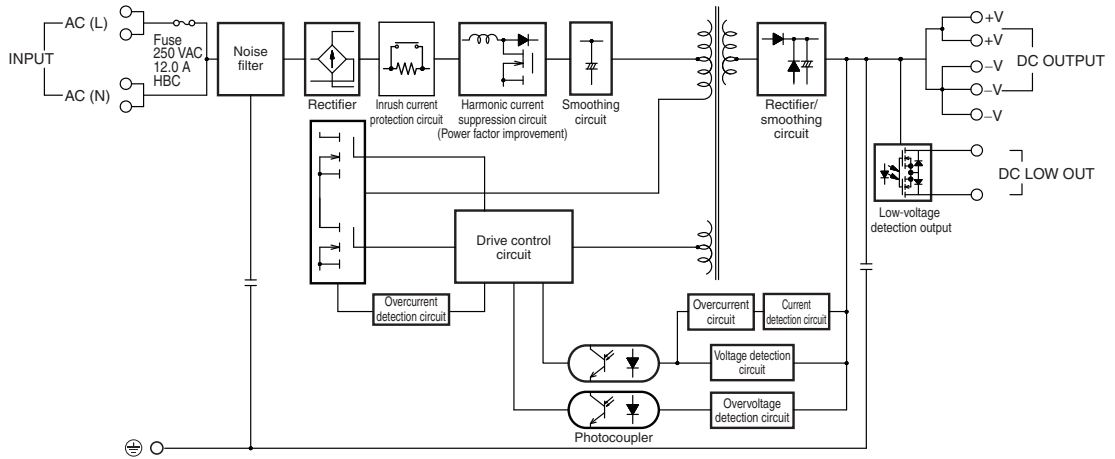 AC (L)
INPUT
AC (N)
Fuse
250 VAC
12.0 A
HBC
Noise
filter
Rectifier
Inrush current
protection circuit
Harmonic current
suppression circuit
(Power factor improvement)
Smoothing
circuit
Rectifier/
smoothing
circuit
+V
+V
DC OUTPUT
−V
−V
−V
DC LOW OUT
Low-voltage
detection output
Drive control
circuit
Overcurrent
detection circuit
Overcurrent
circuit
Current
detection circuit
Voltage detection
circuit
Overvoltage
detection circuit
Photocoupler